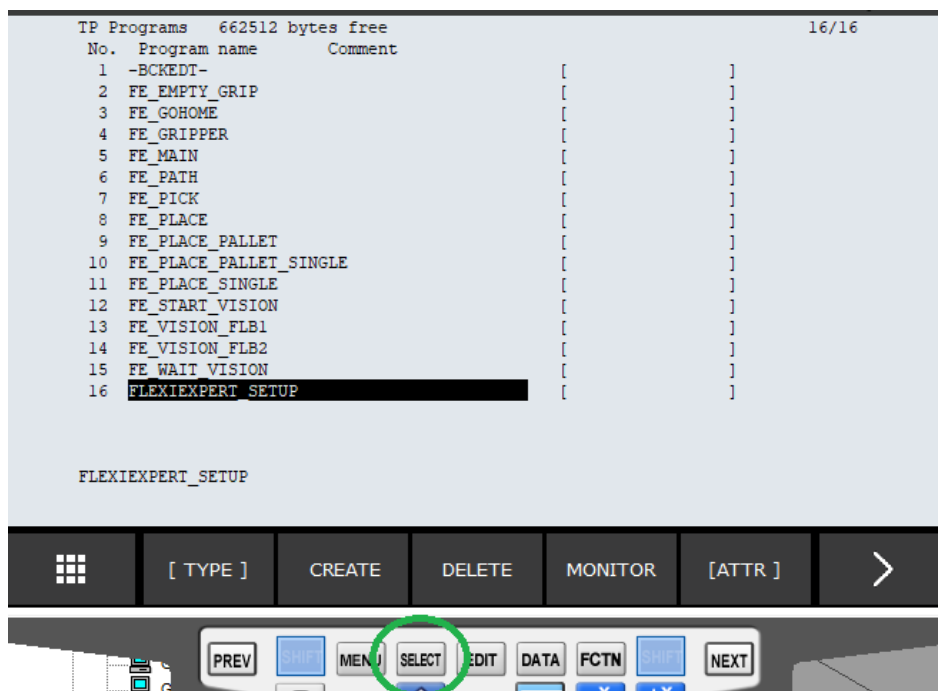 TP Programs 662512 bytes free 16/16
No. Program name Comment
1 -BCKEDT- [ ]
2 FE_EMPTY_GRIP [ ]
3 FE_GOHOME [ ]
4 FE_GRIPPER [ ]
5 FE_MAIN [ ]
6 FE_PATH [ ]
7 FE_PICK [ ]
8 FE_PLACE [ ]
9 FE_PLACE_PALLET [ ]
10 FE_PLACE_PALLET_SINGLE [ ]
11 FE_PLACE_SINGLE [ ]
12 FE_START_VISION [ ]
13 FE_VISION_FLB1 [ ]
14 FE_VISION_FLB2 [ ]
15 FE_WAIT_VISION [ ]
16 FLEXIEXPERT_SETUP [ ]
FLEXIEXPERT_SETUP
[ TYPE ] CREATE DELETE MONITOR [ATTR ] >
PREV SHIFT MENU SELECT EDIT DATA FCTN SHIFT NEXT